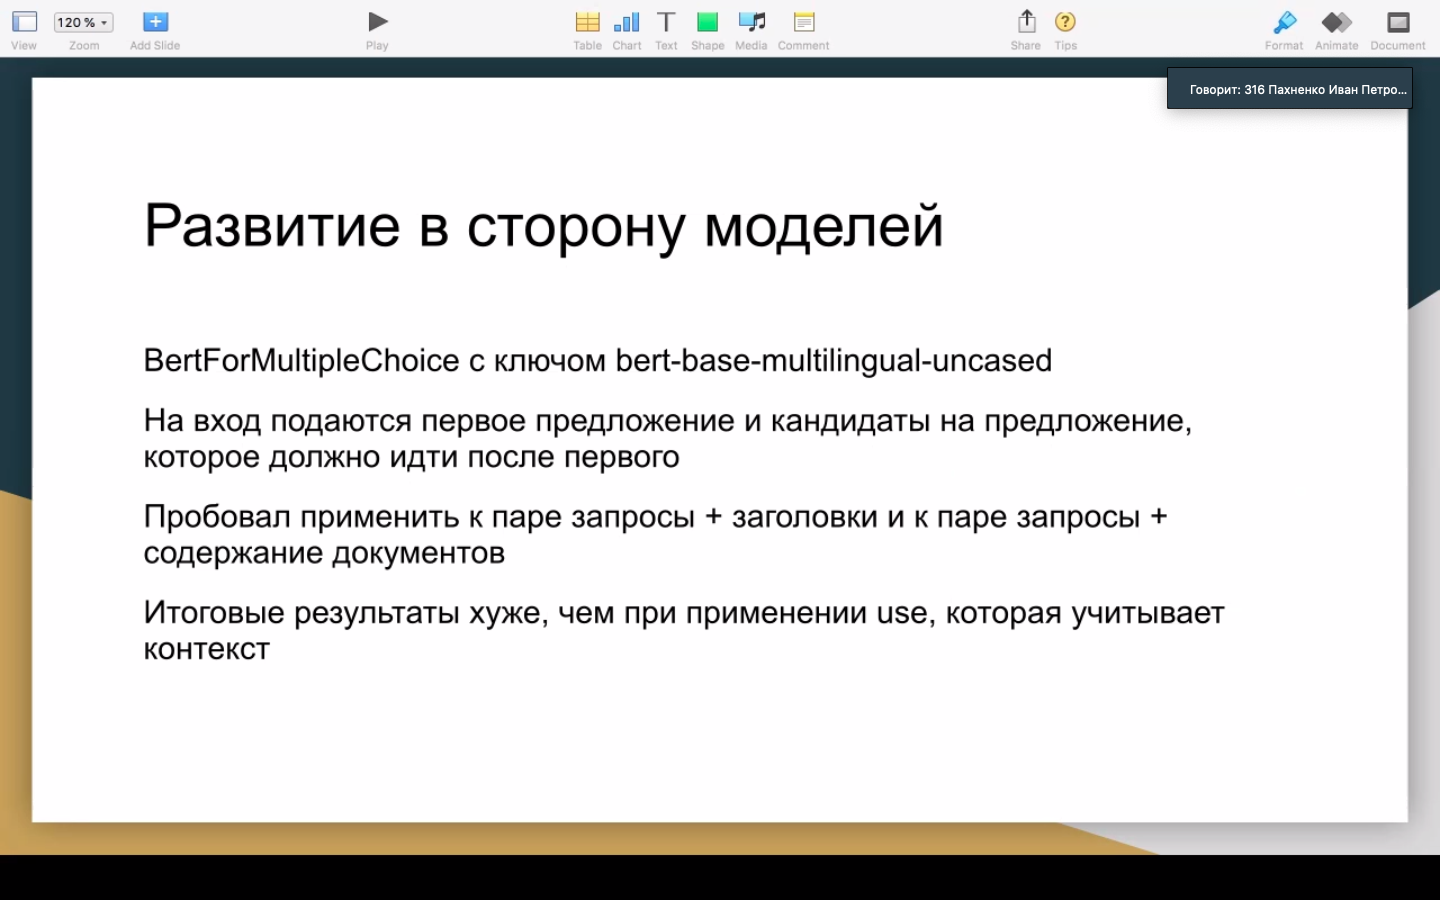 120 %
View
Zoom
Add Slide
Play
Table
Chart
Text
Shape
Media
Comment
Share
Tips
Format
Animate
Document
Говорит: 316 Пахненко Иван Петро...
Развитие в сторону моделей
BertForMultipleChoice с ключом bert-base-multilingual-uncased
На вход подаются первое предложение и кандидаты на предложение,
которое должно идти после первого
Пробовал применить к паре запросы + заголовки и к паре запросы +
содержание документов
Итоговые результаты хуже, чем при применении use, которая учитывает
контекст